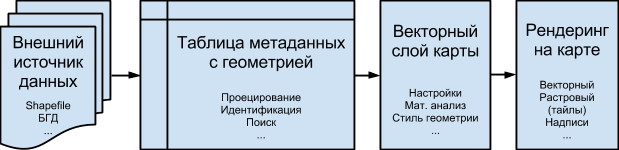 Внешний
источник
данных
Shapefile
БГД
...
Таблица метаданных
с геометрией
Проецирование
Идентификация
Поиск
...
Векторный
слой карты
Настройки
Мат. анализ
Стиль геометрии
...
Рендеринг
на карте
Векторный
Растровый
(тайлы)
Надписи
...